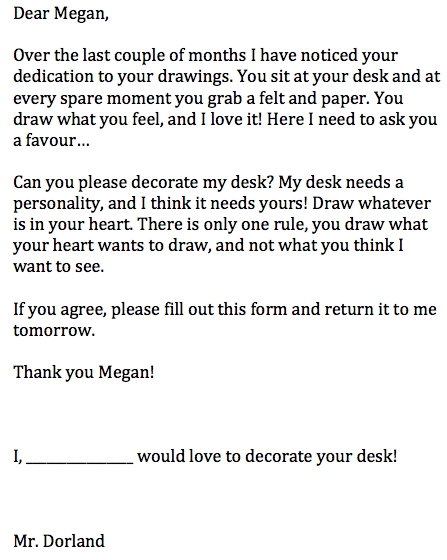 Dear Megan,
Over the last couple of months I have noticed your
dedication to your drawings. You sit at your desk and at
every spare moment you grab a felt and paper. You
draw what you feel, and I love it! Here I need to ask you
a favour...
Can you please decorate my desk? My desk needs a
personality, and I think it needs yours! Draw whatever
is in your heart. There is only one rule, you draw what
your heart wants to draw, and not what you think I
want to see.
If you agree, please fill out this form and return it to me
tomorrow.
Thank you Megan!
I, _____________ would love to decorate your desk!
Mr. Dorland